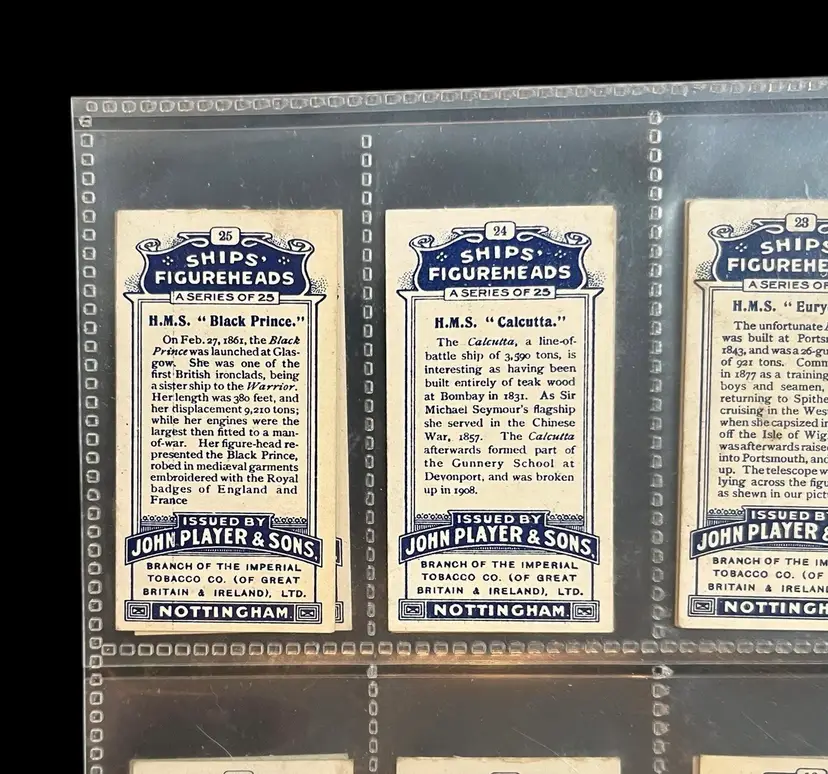 25
SHIPS'
FIGUREHEADS
A SERIES OF 25
H.M.S. "Black Prince."
On Feb. 27, 1861, the Black
Prince was launched at Glas-
gow. She was one of the
first British ironclads, being
a sister ship to the Warrior.
Her length was 380 feet, and
her displacement 9,210 tons;
while her engines were the
largest then fitted to a man-
of-war. Her figure-head re-
presented the Black Prince,
robed in mediæval garments
embroidered with the Royal
badges of England and
France
ISSUED BY
JOHN PLAYER & SONS.
BRANCH OF THE IMPERIAL
TOBACCO CO. (OF GREAT
BRITAIN & IRELAND), LTD.
NOTTINGHAM.
24
SHIPS'
FIGUREHEADS
A SERIES OF 25
H.M.S. "Calcutta."
The Calcutta, a line-of-
battle ship of 3,590 tons, is
interesting as having been
built entirely of teak wood
at Bombay in 1831. As Sir
Michael Seymour's flagship
she served in the Chinese
War, 1857. The Calcutta
afterwards formed part of
the Gunnery School at
Devonport, and was broken
up in 1908.
ISSUED BY
JOHN PLAYER & SONS.
BRANCH OF THE IMPERIAL
TOBACCO CO. (OF GREAT
BRITAIN & IRELAND), LTD.
NOTTINGHAM.
23
SHIPS
FIGUREHE
A SERIES OF
H.M.S. "Eury
The unfortunate
was built at Ports
1843, and was a 26-gu
of 921 tons. Comm
in 1877 as a training
boys and seamen,
returning to Spithe
cruising in the Wes
when she capsized in
off the Isle of Wig
was afterwards raise
into Portsmouth, and
up. The telescope w
lying across the figu
as shewn in our pict
ISSUED BY
JOHN PLAYER &
BRANCH OF THE IM
TOBACCO CO. (OF
BRITAIN & IRELA
NOTTINGH